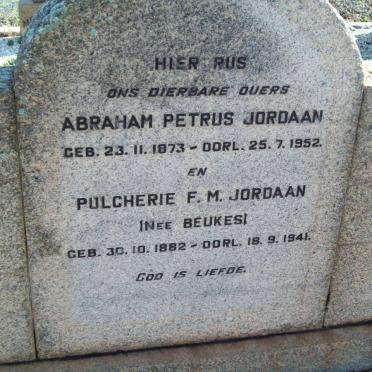 HIER RUS
ONS DIERBARE OUERS
ABRAHAM PETRUS JORDAAN
GEB. 23. 11. 1873 - OORL. 25. 7. 1952.
EN
PULCHERIE F. M. JORDAAN
(NEE BEUKES)
GEB. 30. 10. 1882 - OORL. 18. 9. 1941.
GOD IS LIEFDE.